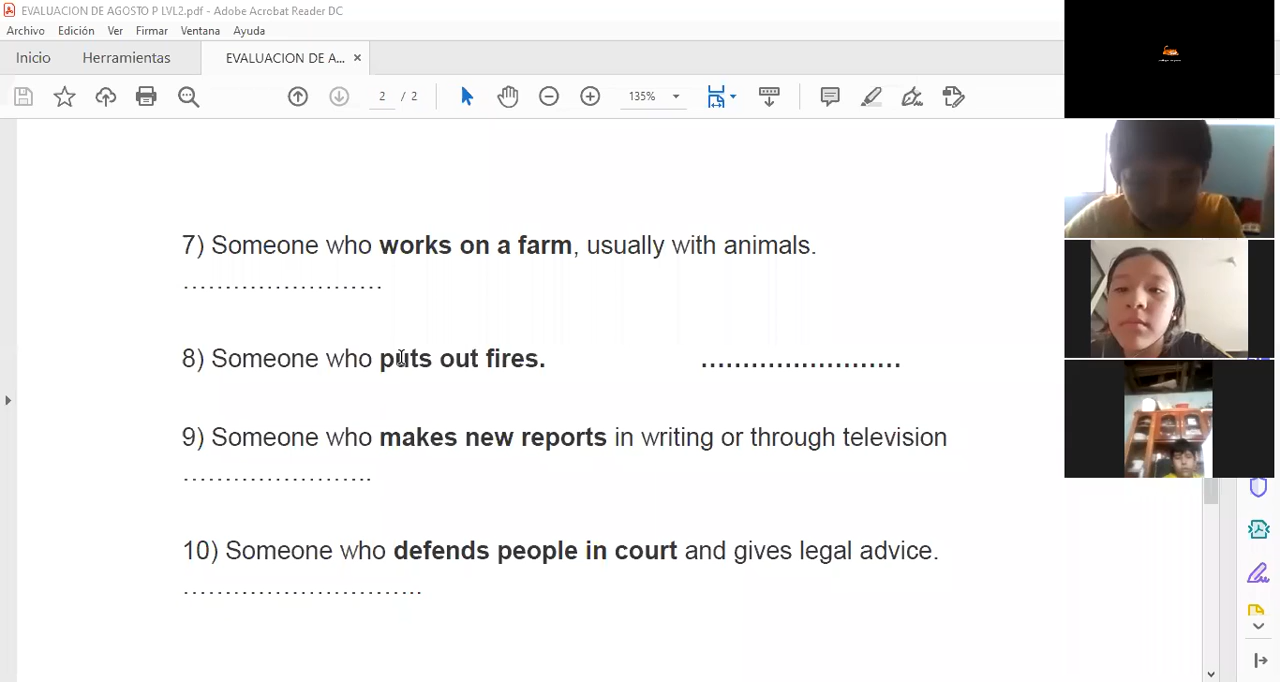 EVALUACION DE AGOSTO P LVL2.pdf - Adobe Acrobat Reader DC
Archivo Edición Ver Firmar Ventana Ayuda
Inicio Herramientas EVALUACION DE A... ×
2 / 2 135%
7) Someone who works on a farm, usually with animals.
……………………
8) Someone who puts out fires. ……………………
9) Someone who makes new reports in writing or through television
…………………..
10) Someone who defends people in court and gives legal advice.
………………………..